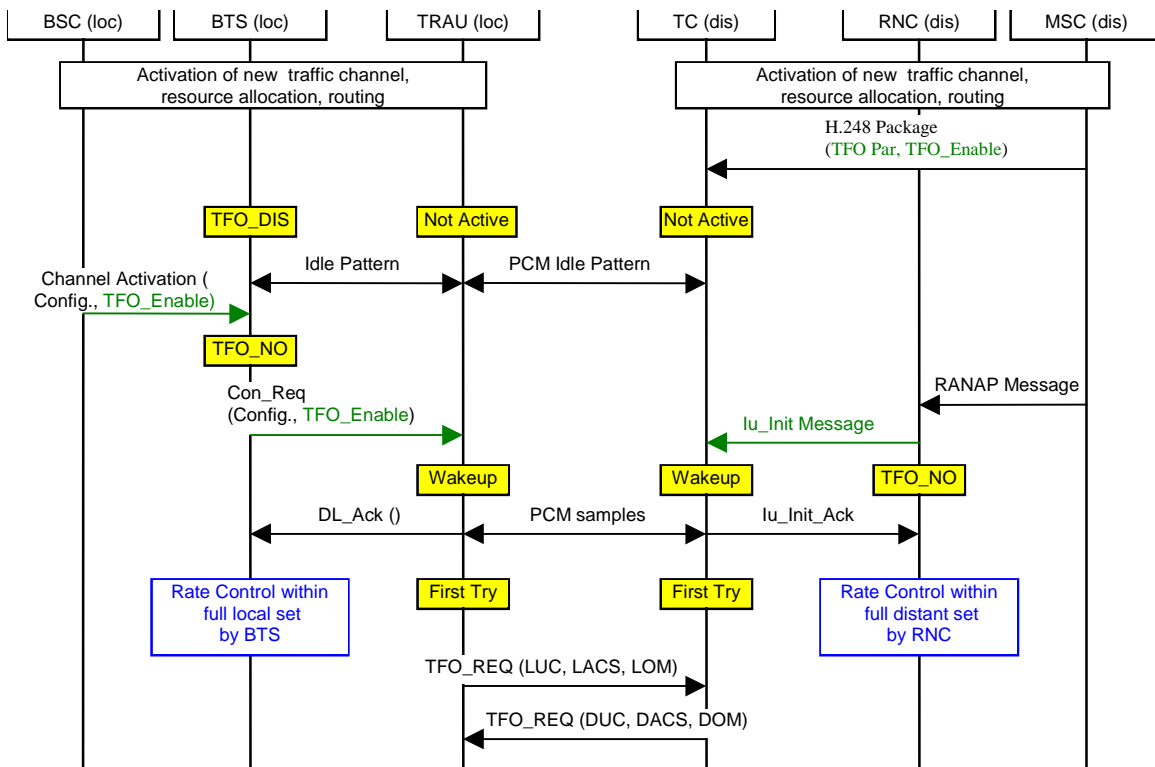 BSC (loc)
BTS (loc)
TRAU (loc)
TC (dis)
RNC (dis)
MSC (dis)
Activation of new  traffic channel,
resource allocation, routing
Activation of new  traffic channel,
resource allocation, routing
H.248 Package
(TFO Par, TFO_Enable)
TFO_DIS
Not Active
Not Active
Idle Pattern
PCM Idle Pattern
Channel Activation (
Config., TFO_Enable)
TFO_NO
RANAP Message
Con_Req
(Config., TFO_Enable)
Iu_Init Message
Wakeup
Wakeup
TFO_NO
DL_Ack ()
PCM samples
Iu_Init_Ack
Rate Control within
full local set
by BTS
First Try
First Try
Rate Control within
full distant set
by RNC
TFO_REQ (LUC, LACS, LOM)
TFO_REQ (DUC, DACS, DOM)